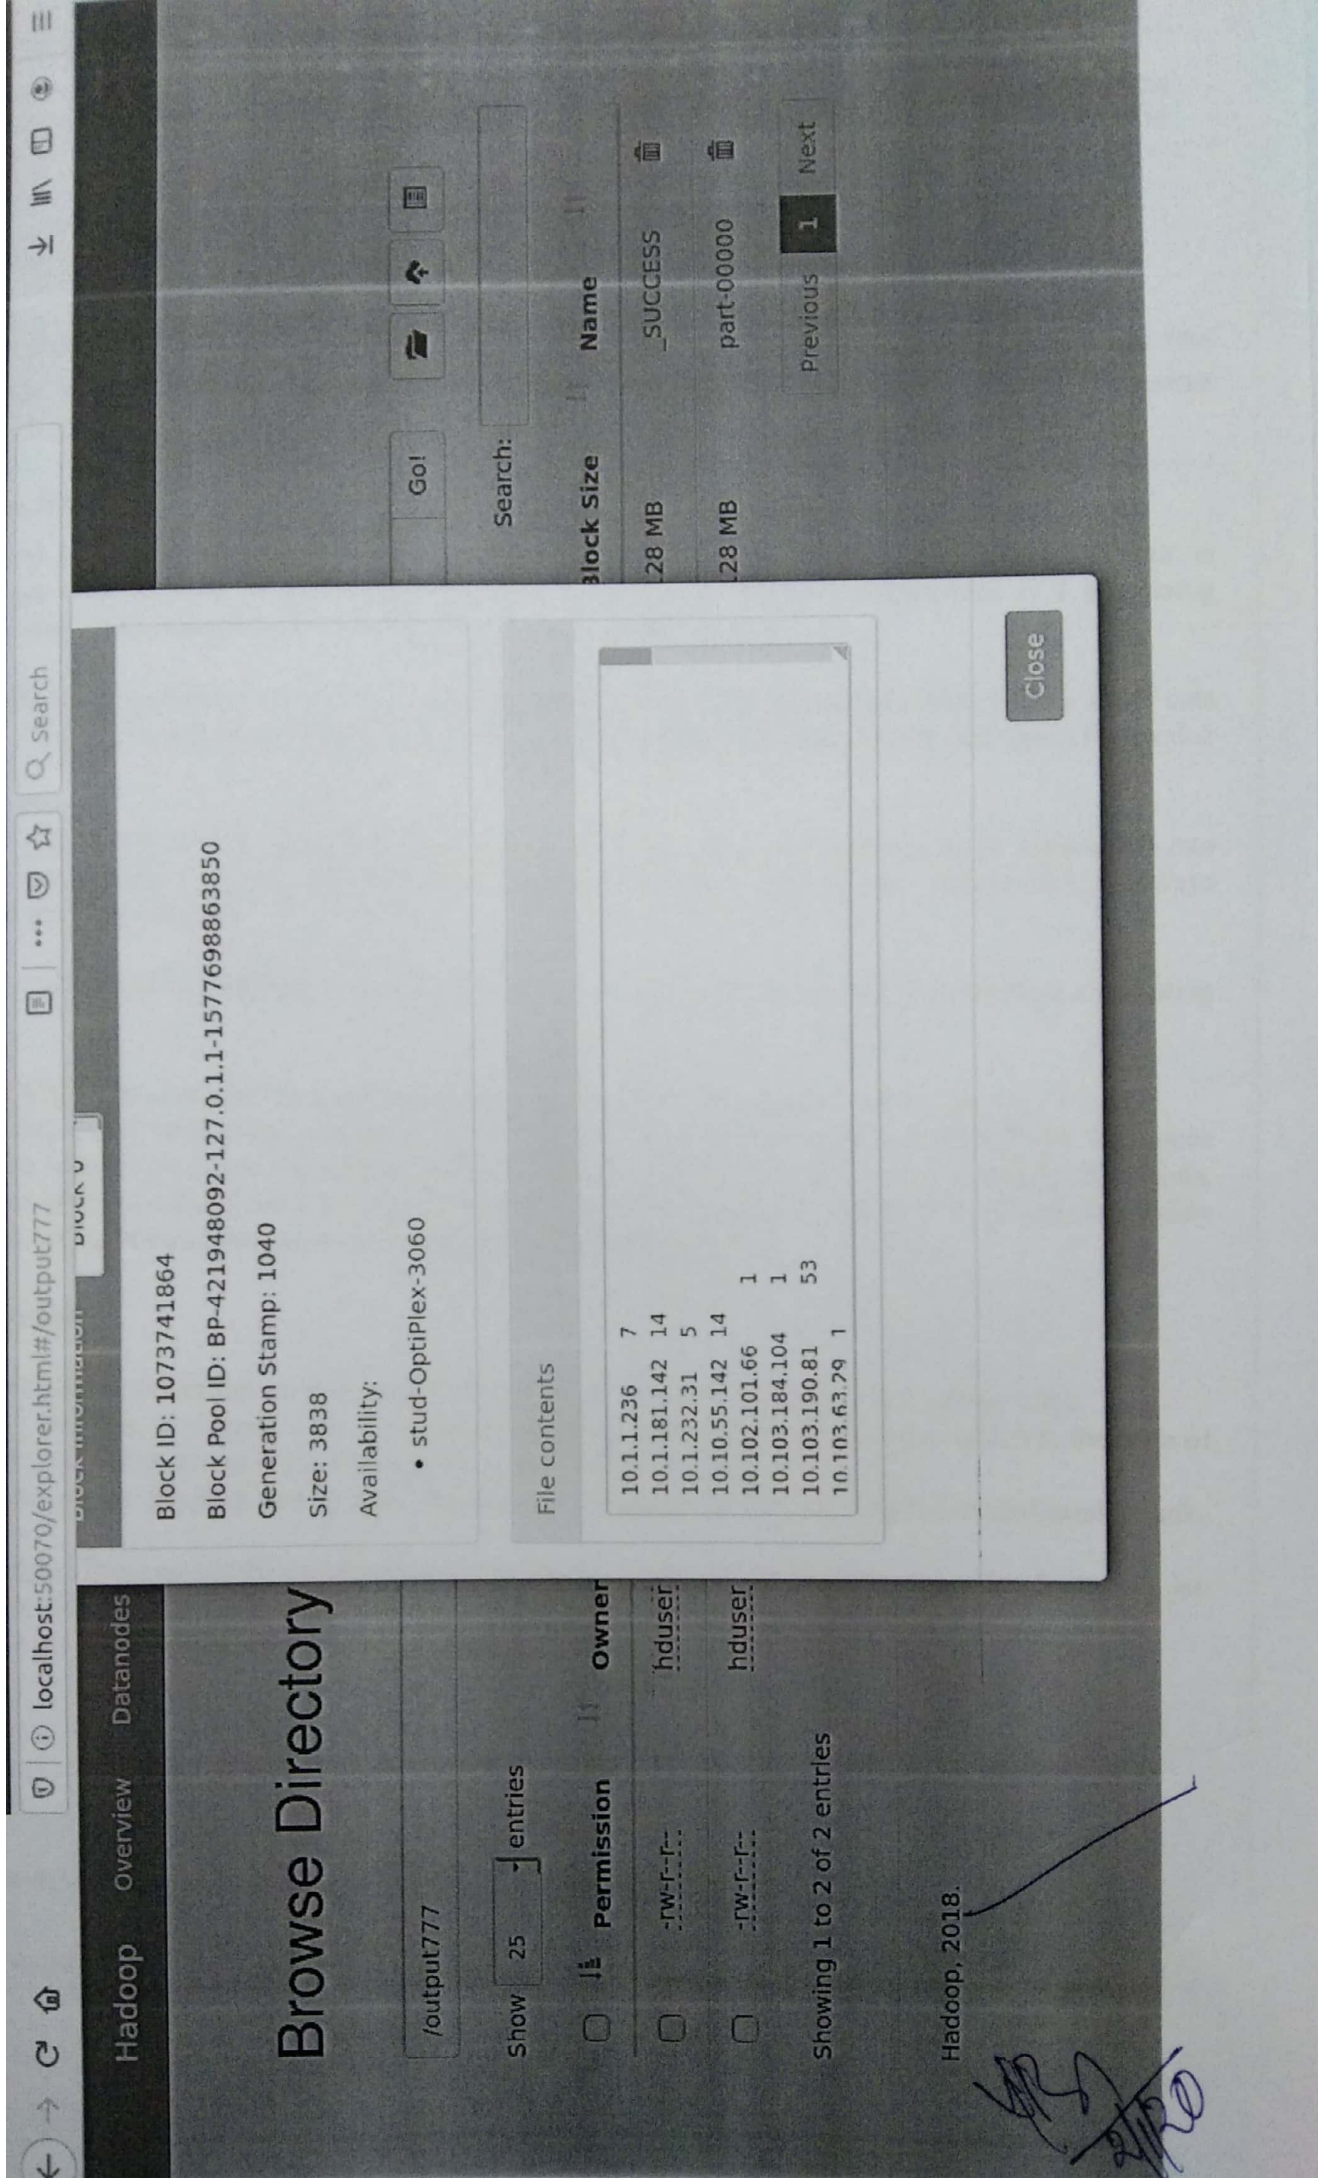 localhost:50070/explorer.html#/output777
Search
Hadoop Overview Datanodes
Block Information
Block 0
Browse Directory
/output777
Go!
Show 25 entries
Search:
Permission Owner Block Size Name
-rw-r--r-- hduser 28 MB _SUCCESS
-rw-r--r-- hduser 28 MB part-00000
Showing 1 to 2 of 2 entries
Previous 1 Next
Hadoop, 2018.
Block ID: 1073741864
Block Pool ID: BP-421948092-127.0.1.1-1577698863850
Generation Stamp: 1040
Size: 3838
Availability:
• stud-OptiPlex-3060
File contents
10.1.1.236 7
10.1.181.142 14
10.1.232.31 5
10.10.55.142 14
10.102.101.66 1
10.103.184.104 1
10.103.190.81 53
10.103.63.29 1
Close